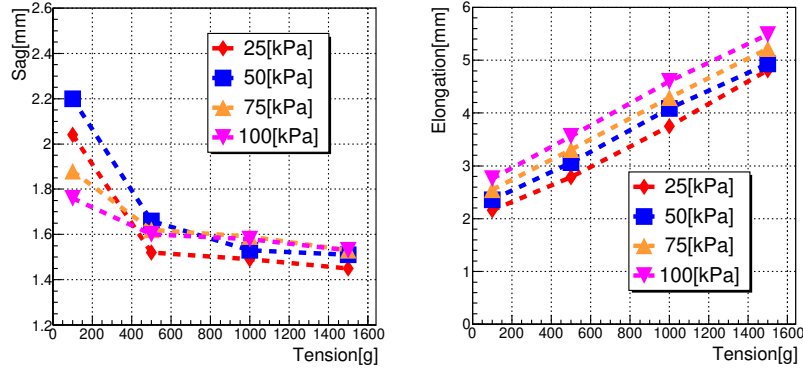 Sag[mm]
2.6
2.4
2.2
2
1.8
1.6
1.4
1.2
25[kPa]
50[kPa]
75[kPa]
100[kPa]
0 200 400 600 800 1000 1200 1400 1600
Tension[g]
Elongation[mm]
6
5
4
3
2
1
0
25[kPa]
50[kPa]
75[kPa]
100[kPa]
0 200 400 600 800 1000 1200 1400 1600
Tension[g]